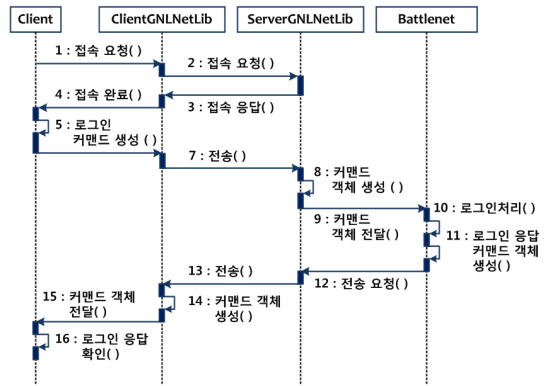 Client ClientGNLNetLib ServerGNLNetLib Battlenet
1 : 접속 요청( )
2 : 접속 요청( )
4 : 접속 완료( )
3 : 접속 응답( )
5 : 로그인
커맨드 생성 ( )
7 : 전송( )
8 : 커맨드
객체 생성 ( )
9 : 커맨드
객체 전달( )
10 : 로그인처리( )
11 : 로그인 응답
커맨드 객체
생성( )
13 : 전송( )
12 : 전송 요청( )
15 : 커맨드 객체
전달( )
14 : 커맨드 객체
생성( )
16 : 로그인 응답
확인( )